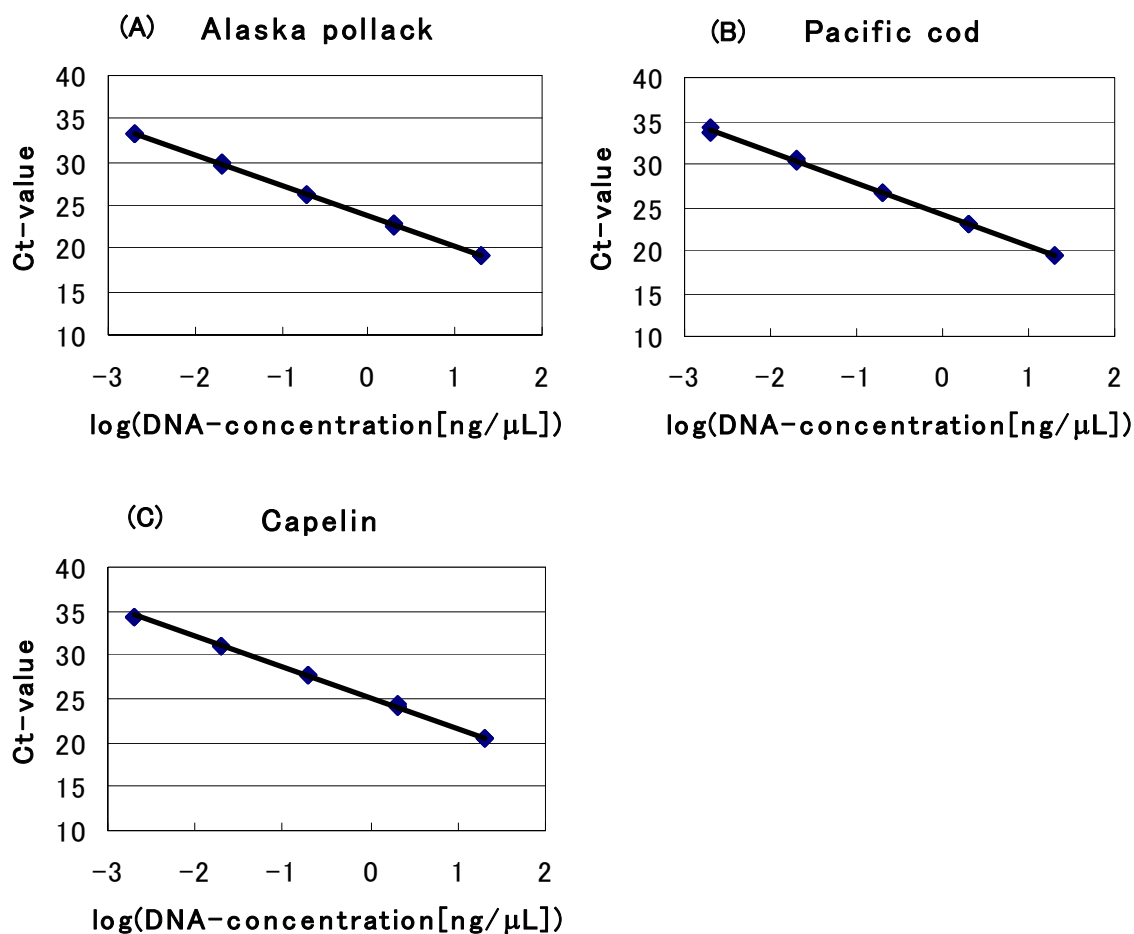 (A) Alaska pollack
40
35
30
25
20
15
10
Ct-value
-3 -2 -1 0 1 2
log(DNA-concentration[ng/μL])
(B) Pacific cod
40
35
30
25
20
15
10
Ct-value
-3 -2 -1 0 1 2
log(DNA-concentration[ng/μL])
(C) Capelin
40
35
30
25
20
15
10
Ct-value
-3 -2 -1 0 1 2
log(DNA-concentration[ng/μL])